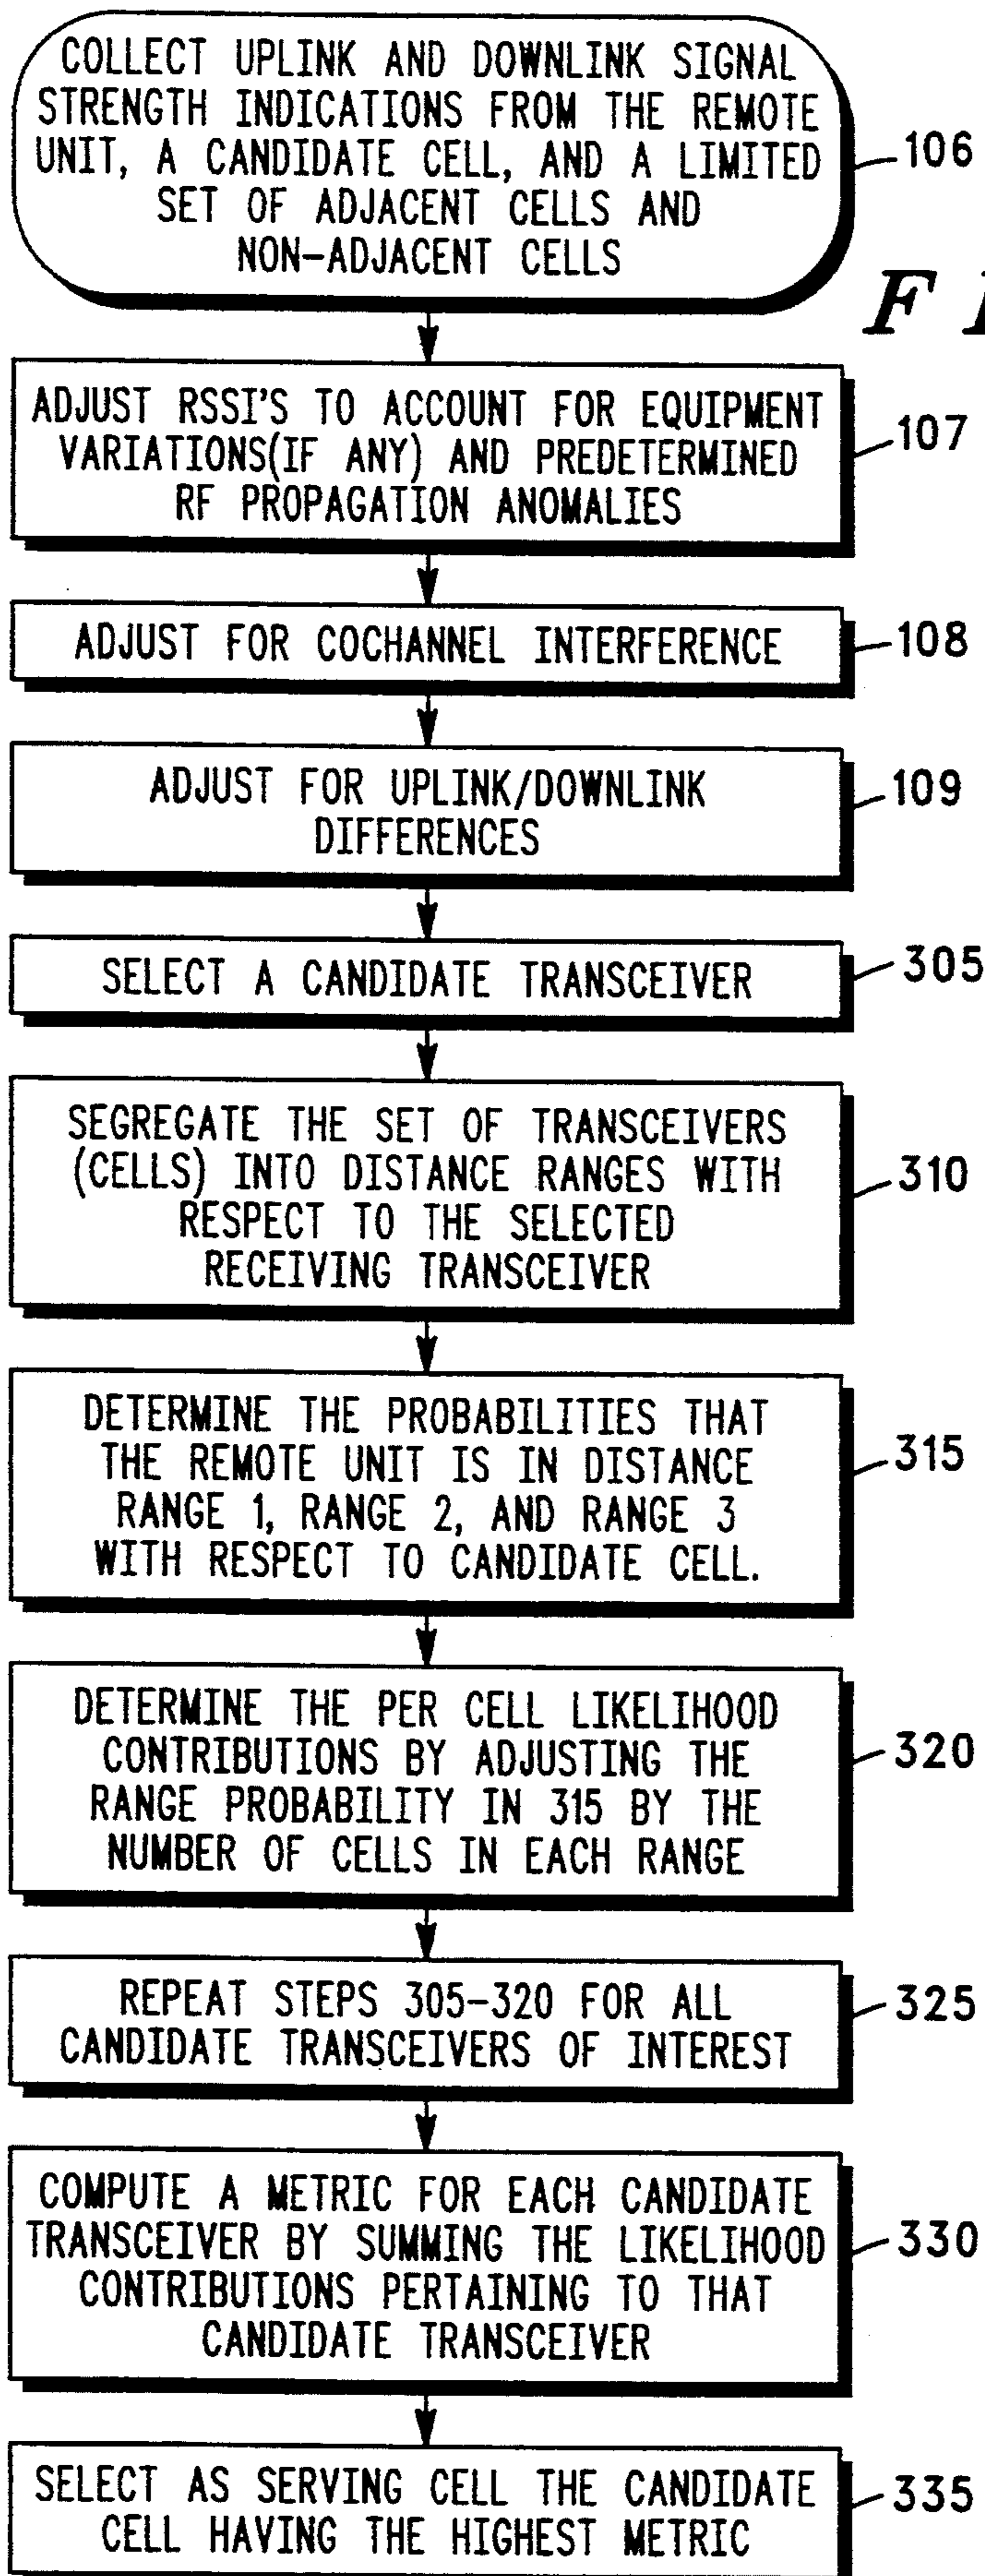 COLLECT UPLINK AND DOWNLINK SIGNAL
STRENGTH INDICATIONS FROM THE REMOTE
UNIT, A CANDIDATE CELL, AND A LIMITED
SET OF ADJACENT CELLS AND
NON-ADJACENT CELLS
106
F
ADJUST RSSI'S TO ACCOUNT FOR EQUIPMENT
VARIATIONS(IF ANY) AND PREDETERMINED
RF PROPAGATION ANOMALIES
107
ADJUST FOR COCHANNEL INTERFERENCE
108
ADJUST FOR UPLINK/DOWNLINK
DIFFERENCES
109
SELECT A CANDIDATE TRANSCEIVER
305
SEGREGATE THE SET OF TRANSCEIVERS
(CELLS) INTO DISTANCE RANGES WITH
RESPECT TO THE SELECTED
RECEIVING TRANSCEIVER
310
DETERMINE THE PROBABILITIES THAT
THE REMOTE UNIT IS IN DISTANCE
RANGE 1, RANGE 2, AND RANGE 3
WITH RESPECT TO CANDIDATE CELL.
315
DETERMINE THE PER CELL LIKELIHOOD
CONTRIBUTIONS BY ADJUSTING THE
RANGE PROBABILITY IN 315 BY THE
NUMBER OF CELLS IN EACH RANGE
320
REPEAT STEPS 305-320 FOR ALL
CANDIDATE TRANSCEIVERS OF INTEREST
325
COMPUTE A METRIC FOR EACH CANDIDATE
TRANSCEIVER BY SUMMING THE LIKELIHOOD
CONTRIBUTIONS PERTAINING TO THAT
CANDIDATE TRANSCEIVER
330
SELECT AS SERVING CELL THE CANDIDATE
CELL HAVING THE HIGHEST METRIC
335